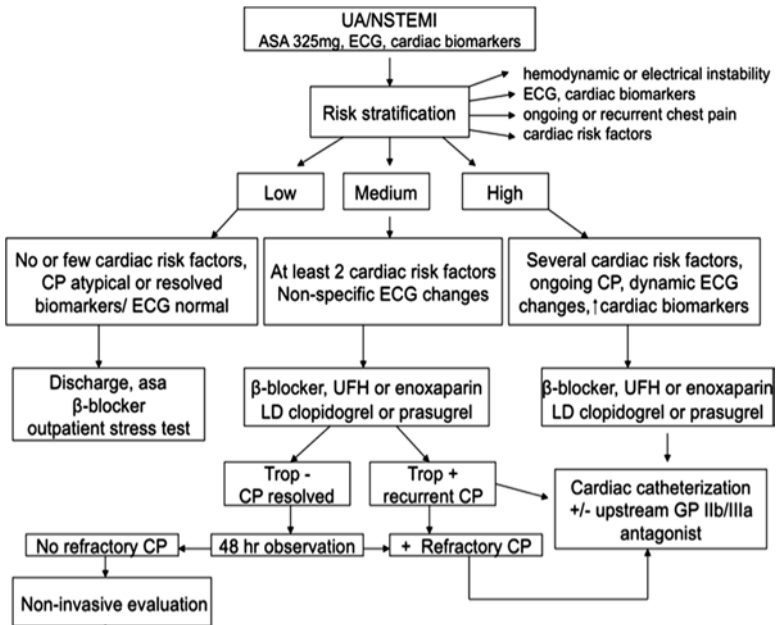 UA/NSTEMI
ASA 325mg, ECG, cardiac biomarkers
Risk stratification
hemodynamic or electrical instability
ECG, cardiac biomarkers
ongoing or recurrent chest pain
cardiac risk factors
Low
Medium
High
No or few cardiac risk factors,
CP atypical or resolved
biomarkers/ ECG normal
At least 2 cardiac risk factors
Non-specific ECG changes
Several cardiac risk factors,
ongoing CP, dynamic ECG
changes,↑cardiac biomarkers
Discharge, asa
β-blocker
outpatient stress test
β-blocker, UFH or enoxaparin
LD clopidogrel or prasugrel
β-blocker, UFH or enoxaparin
LD clopidogrel or prasugrel
Trop -
CP resolved
Trop +
recurrent CP
Cardiac catheterization
+/- upstream GP IIb/IIIa
antagonist
No refractory CP
48 hr observation
+ Refractory CP
Non-invasive evaluation